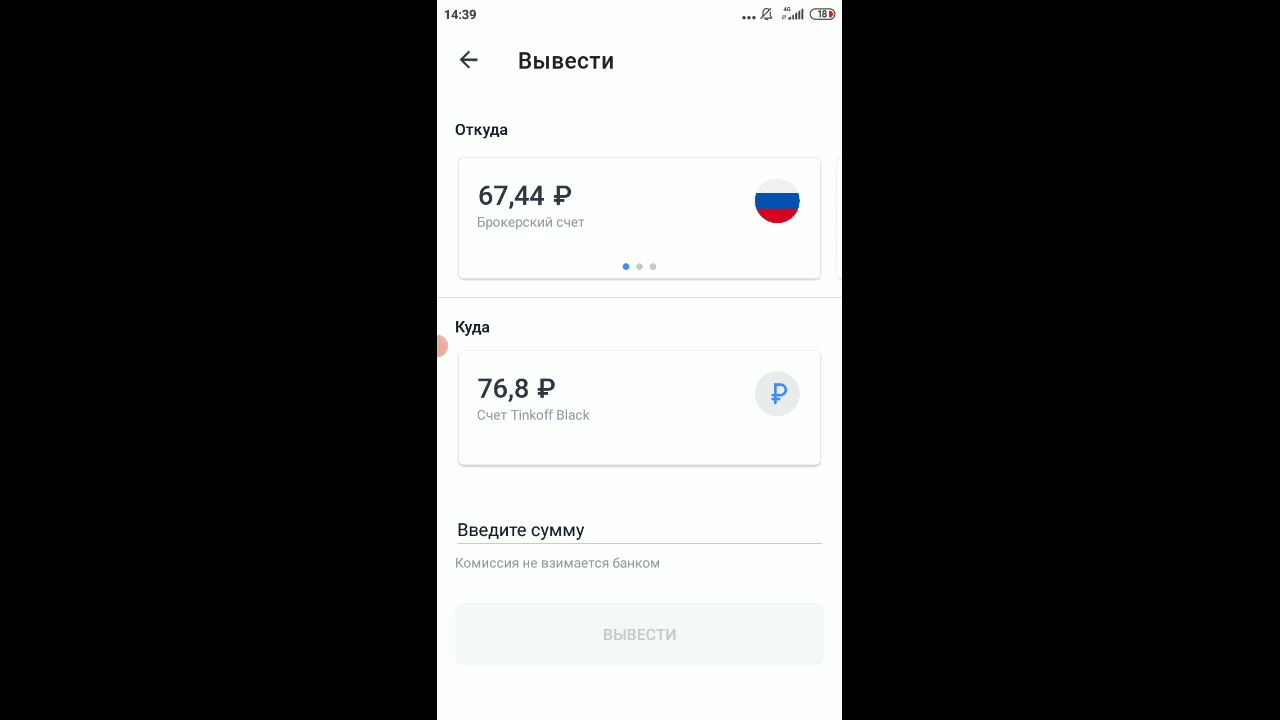 14:39
4G
18
Вывести
Откуда
67,44 ₽
Брокерский счет
Куда
76,8 ₽
₽
Счет Tinkoff Black
Введите сумму
Комиссия не взимается банком
ВЫВЕСТИ